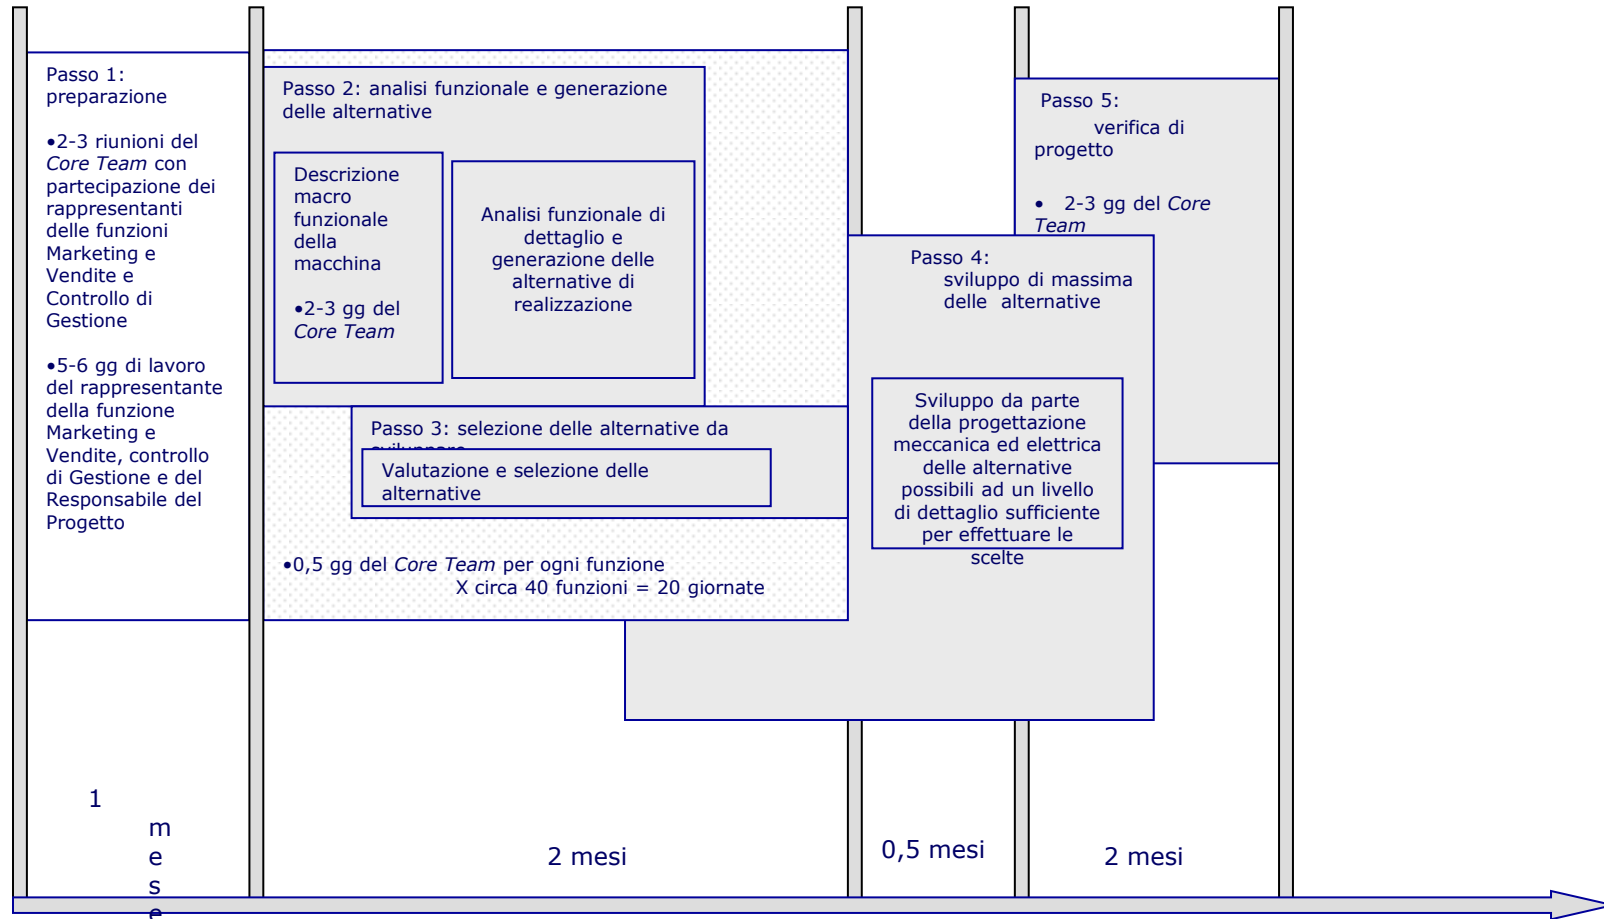 Passo 1:
preparazione
•2-3 riunioni del
Core Team con
partecipazione dei
rappresentanti
delle funzioni
Marketing e
Vendite e
Controllo di
Gestione
•5-6 gg di lavoro
del rappresentante
della funzione
Marketing e
Vendite, controllo
di Gestione e del
Responsabile del
Progetto
Passo 2: analisi funzionale e generazione
delle alternative
Descrizione
macro
funzionale
della
macchina
•2-3 gg del
Core Team
Analisi funzionale di
dettaglio e
generazione delle
alternative di
realizzazione
Passo 3: selezione delle alternative da
sviluppare
Valutazione e selezione delle
alternative
•0,5 gg del Core Team per ogni funzione
X circa 40 funzioni = 20 giornate
Passo 4:
sviluppo di massima
delle alternative
Sviluppo da parte
della progettazione
meccanica ed elettrica
delle alternative
possibili ad un livello
di dettaglio sufficiente
per effettuare le
scelte
Passo 5:
verifica di
progetto
• 2-3 gg del Core
Team
1
m
e
s
e
2 mesi
0,5 mesi
2 mesi